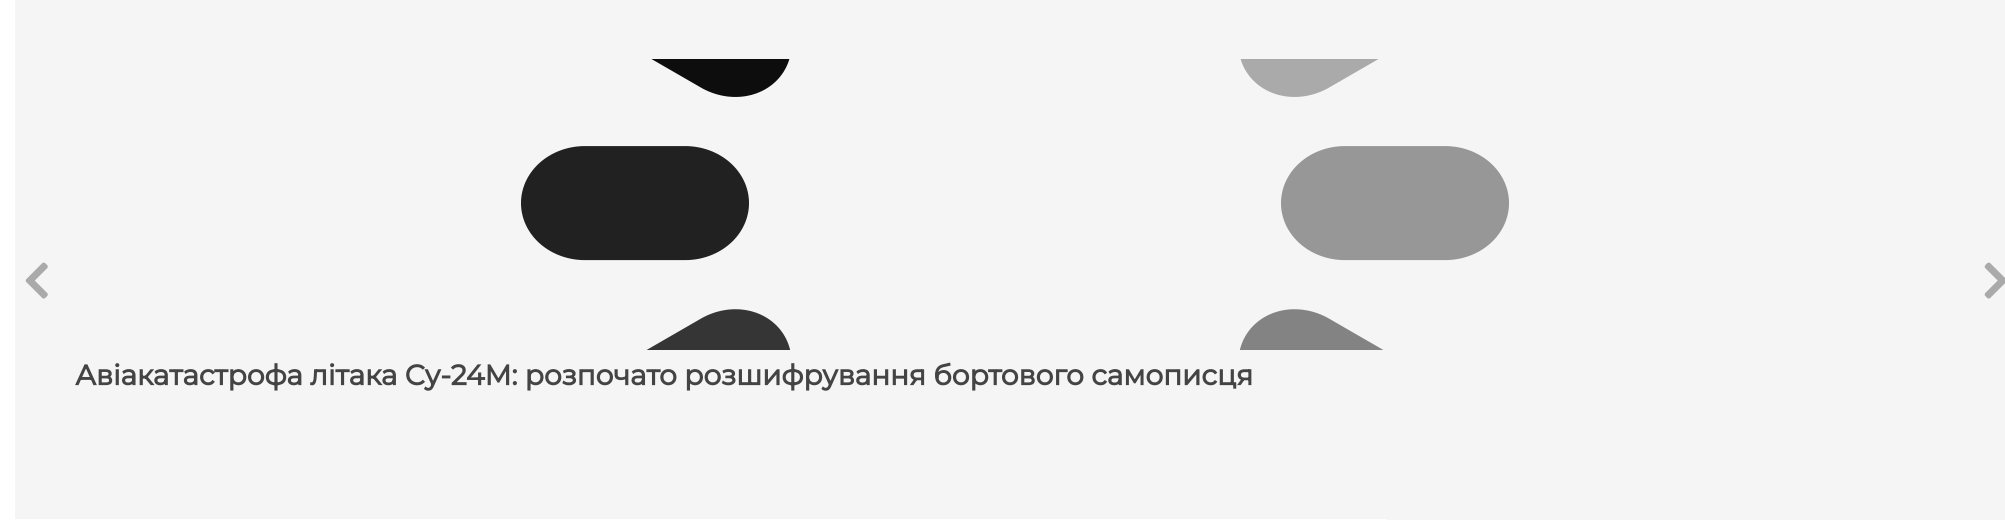 Авіакатастрофа літака Су-24М: розпочато розшифрування бортового самописця